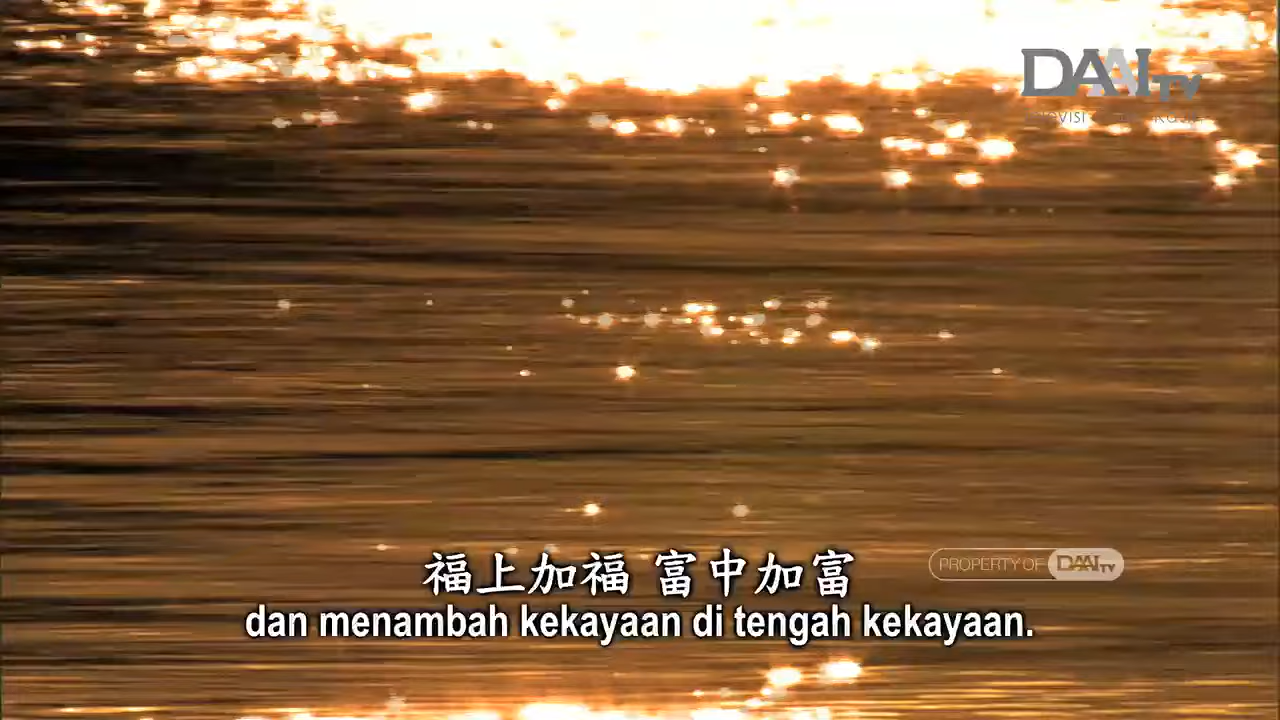 DAAI TV
福上加福 富中加富
PROPERTY OF DAAI TV
dan menambah kekayaan di tengah kekayaan.